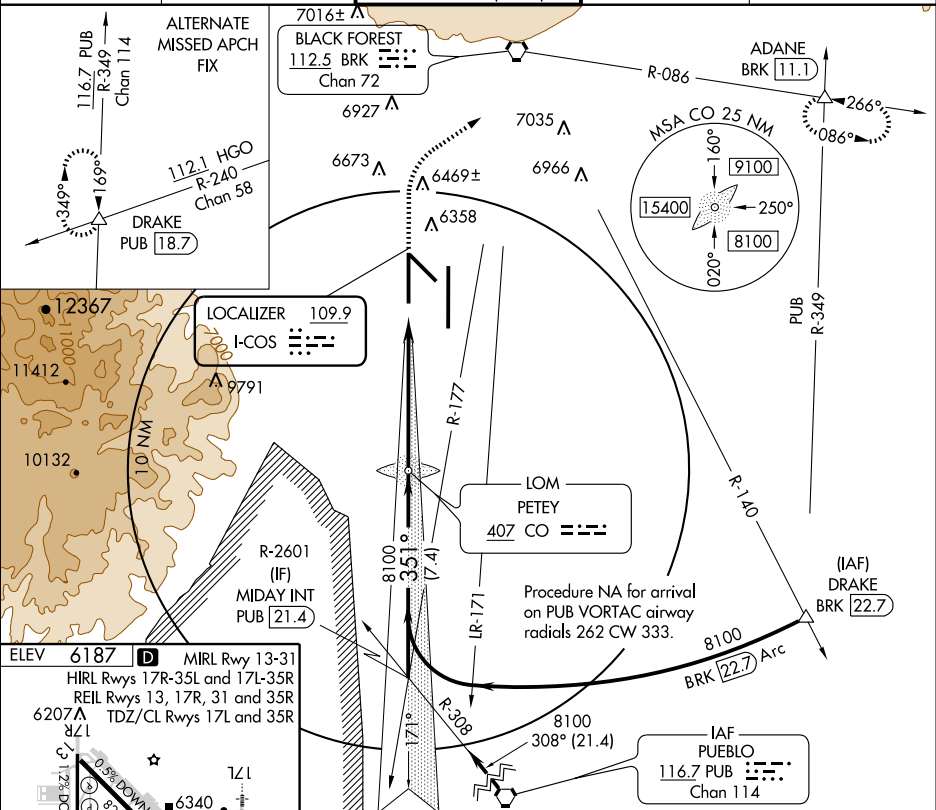 ALTERNATE
MISSED APCH
FIX
116.7 PUB
R-349
Chan 114
349°
169°
112.1 HGO
R-240
Chan 58
DRAKE
PUB 18.7
7016±
BLACK FOREST
112.5 BRK
Chan 72
6927
6673
6469±
6358
7035
6966
R-086
ADANE
BRK 11.1
266°
086°
MSA CO 25 NM
160°
9100
15400
250°
8100
020°
PUB
R-349
12367
11000
11412
10132
7000
9791
LOCALIZER 109.9
I-COS
10 NM
R-177
R-140
LOM
PETEY
407 CO
8100
351°
(7.4)
R-2601
(IF)
MIDAY INT
PUB 21.4
LR-171
Procedure NA for arrival
on PUB VORTAC airway
radials 262 CW 333.
(IAF)
DRAKE
BRK 22.7
8100
BRK 22.7 Arc
R-308
8100
308° (21.4)
171°
IAF
PUEBLO
116.7 PUB
Chan 114
ELEV 6187 D MIRL Rwy 13-31
HIRL Rwys 17R-35L and 17L-35R
REIL Rwys 13, 17R, 31 and 35R
TDZ/CL Rwys 17L and 35R
6207
17R
13
0.5% DOWN
6340
17L